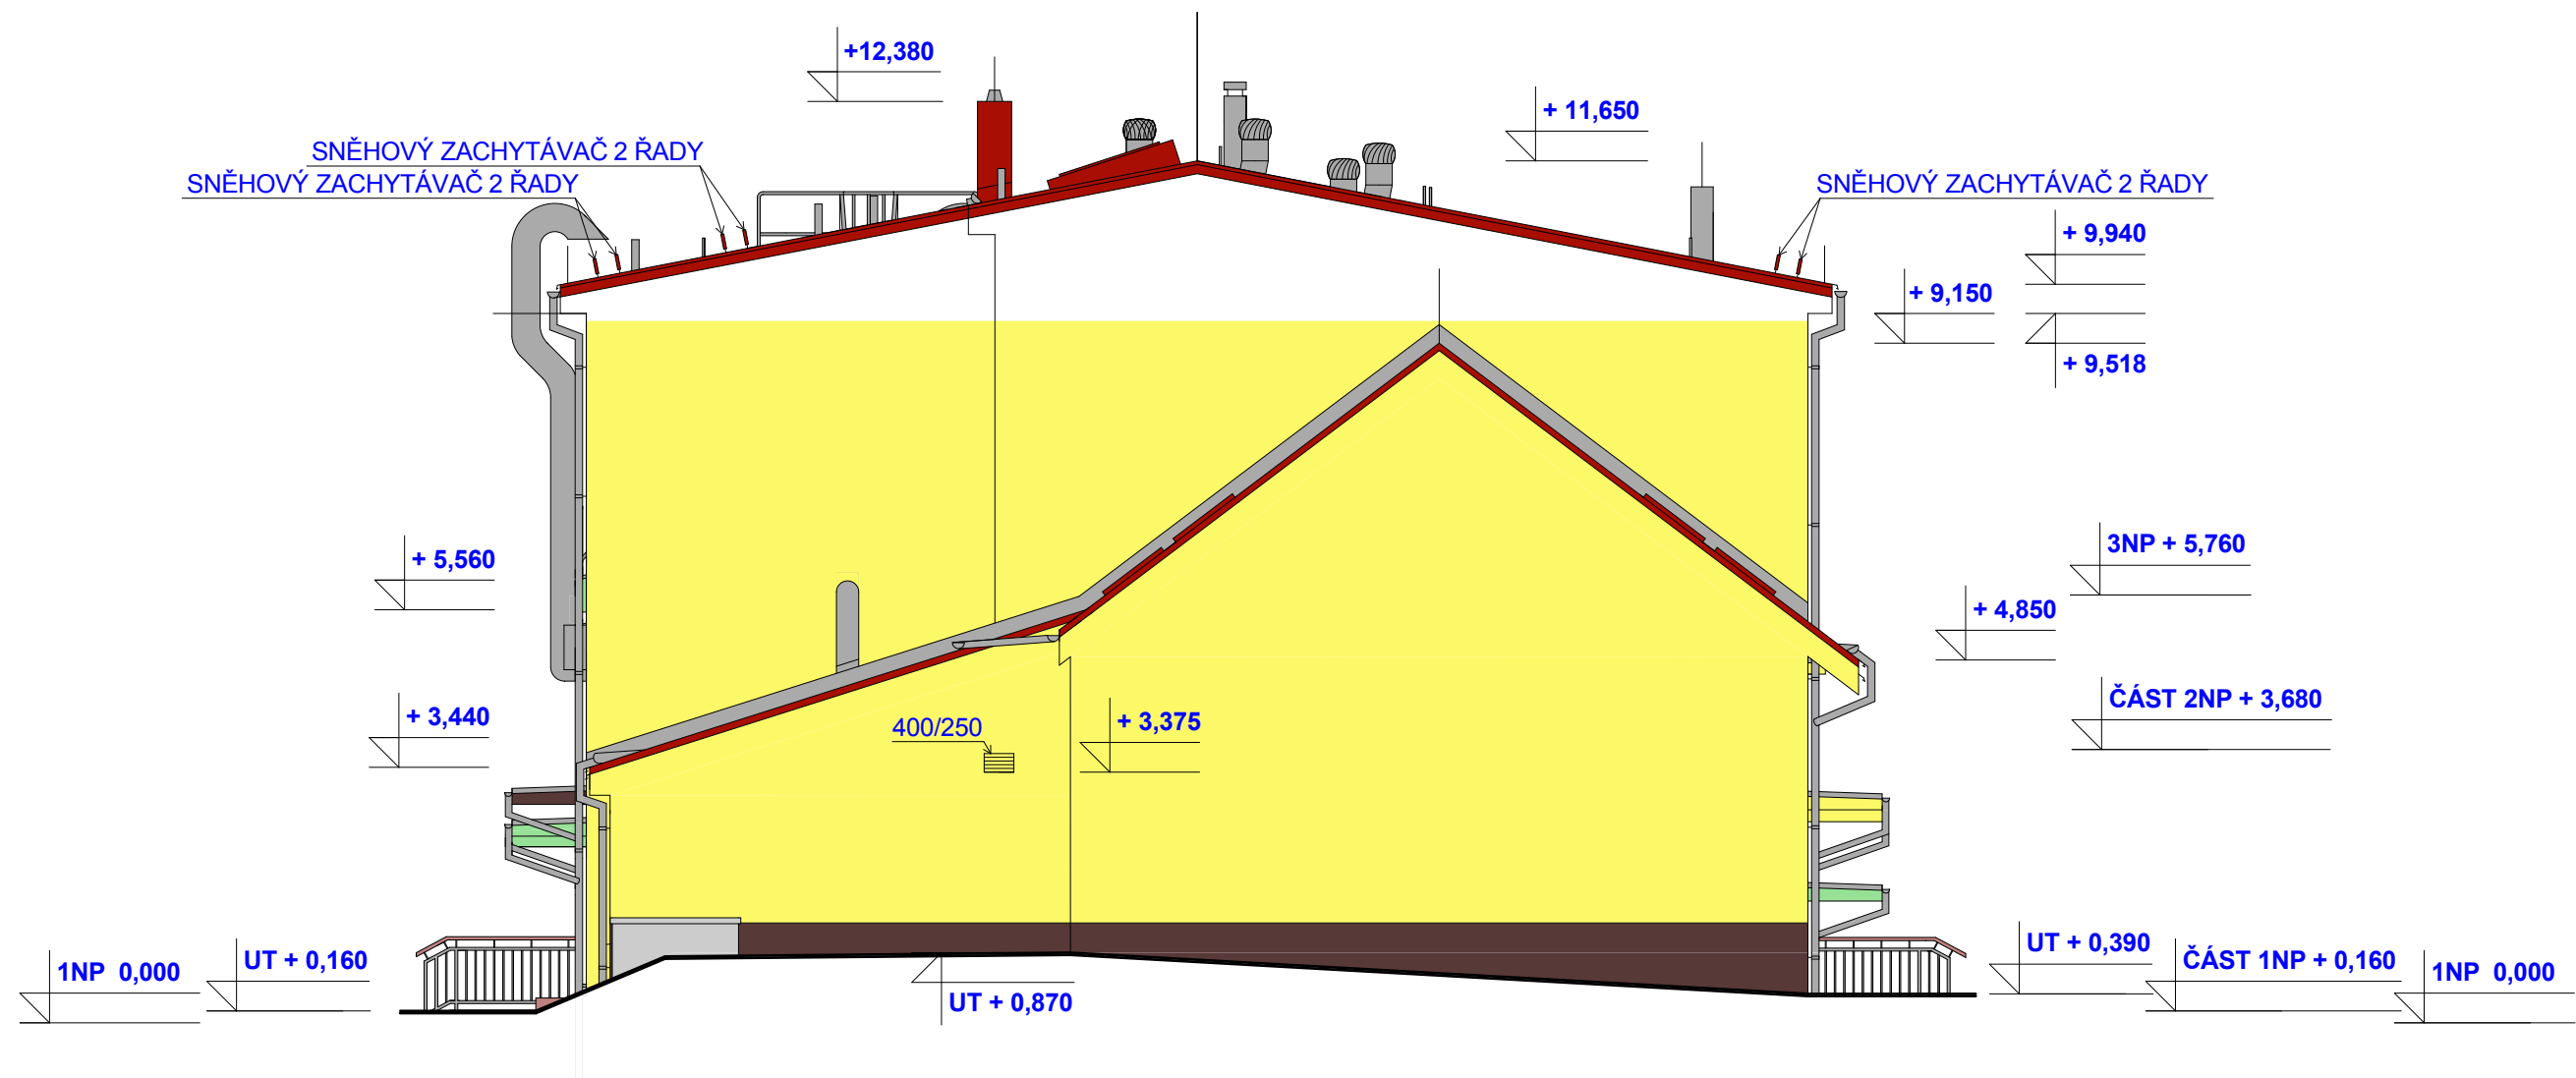 +12,380
+ 11,650
SNĚHOVÝ ZACHYTÁVAČ 2 ŘADY
SNĚHOVÝ ZACHYTÁVAČ 2 ŘADY
SNĚHOVÝ ZACHYTÁVAČ 2 ŘADY
+ 9,940
+ 9,150
+ 9,518
+ 5,560
3NP + 5,760
+ 4,850
ČÁST 2NP + 3,680
+ 3,440
400/250
+ 3,375
1NP 0,000
UT + 0,160
UT + 0,870
UT + 0,390
ČÁST 1NP + 0,160
1NP 0,000